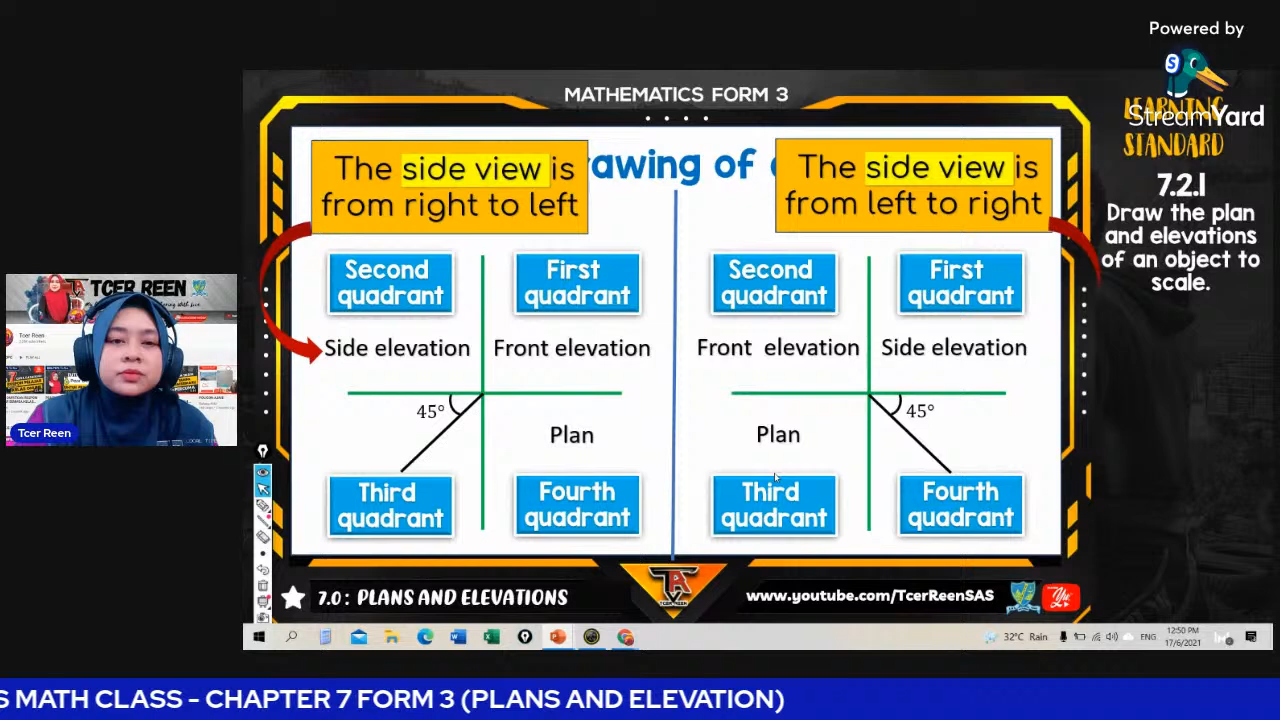 Powered by
StreamYard
MATHEMATICS FORM 3
LEARNING
STANDARD
7.2.1
Draw the plan
and elevations
of an object to
scale.
rawing of
The side view is
from right to left
The side view is
from left to right
Second
quadrant
First
quadrant
Second
quadrant
First
quadrant
Side elevation
Front elevation
Front elevation
Side elevation
45°
45°
Plan
Plan
Third
quadrant
Fourth
quadrant
Third
quadrant
Fourth
quadrant
TCER REEN
Tcer Reen
Tcer Reen
7.0: PLANS AND ELEVATIONS
TCER REEN
www.youtube.com/TcerReenSAS
32°C Rain
ENG
12:50 PM
17/6/2021
S MATH CLASS - CHAPTER 7 FORM 3 (PLANS AND ELEVATION)